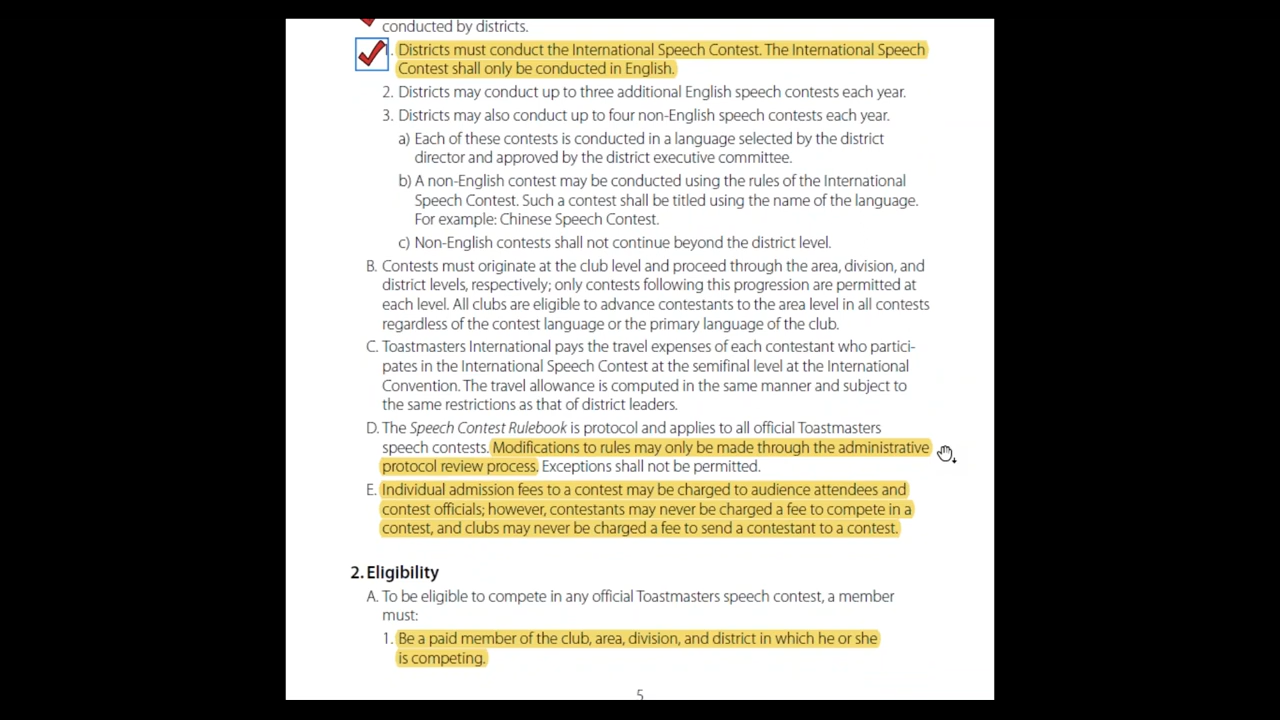 conducted by districts.
. Districts must conduct the International Speech Contest. The International Speech
Contest shall only be conducted in English.
2. Districts may conduct up to three additional English speech contests each year.
3. Districts may also conduct up to four non-English speech contests each year.
a) Each of these contests is conducted in a language selected by the district
director and approved by the district executive committee.
b) A non-English contest may be conducted using the rules of the International
Speech Contest. Such a contest shall be titled using the name of the language.
For example: Chinese Speech Contest.
c) Non-English contests shall not continue beyond the district level.
B. Contests must originate at the club level and proceed through the area, division, and
district levels, respectively; only contests following this progression are permitted at
each level. All clubs are eligible to advance contestants to the area level in all contests
regardless of the contest language or the primary language of the club.
C. Toastmasters International pays the travel expenses of each contestant who partici-
pates in the International Speech Contest at the semifinal level at the International
Convention. The travel allowance is computed in the same manner and subject to
the same restrictions as that of district leaders.
D. The Speech Contest Rulebook is protocol and applies to all official Toastmasters
speech contests. Modifications to rules may only be made through the administrative
protocol review process. Exceptions shall not be permitted.
E. Individual admission fees to a contest may be charged to audience attendees and
contest officials; however, contestants may never be charged a fee to compete in a
contest, and clubs may never be charged a fee to send a contestant to a contest.
2. Eligibility
A. To be eligible to compete in any official Toastmasters speech contest, a member
must:
1. Be a paid member of the club, area, division, and district in which he or she
is competing.
5